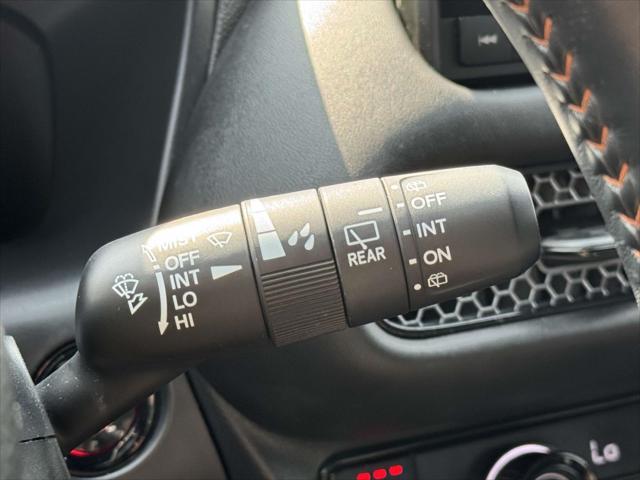 MIST
OFF
INT
LO
HI
REAR
OFF
INT
ON
Lo